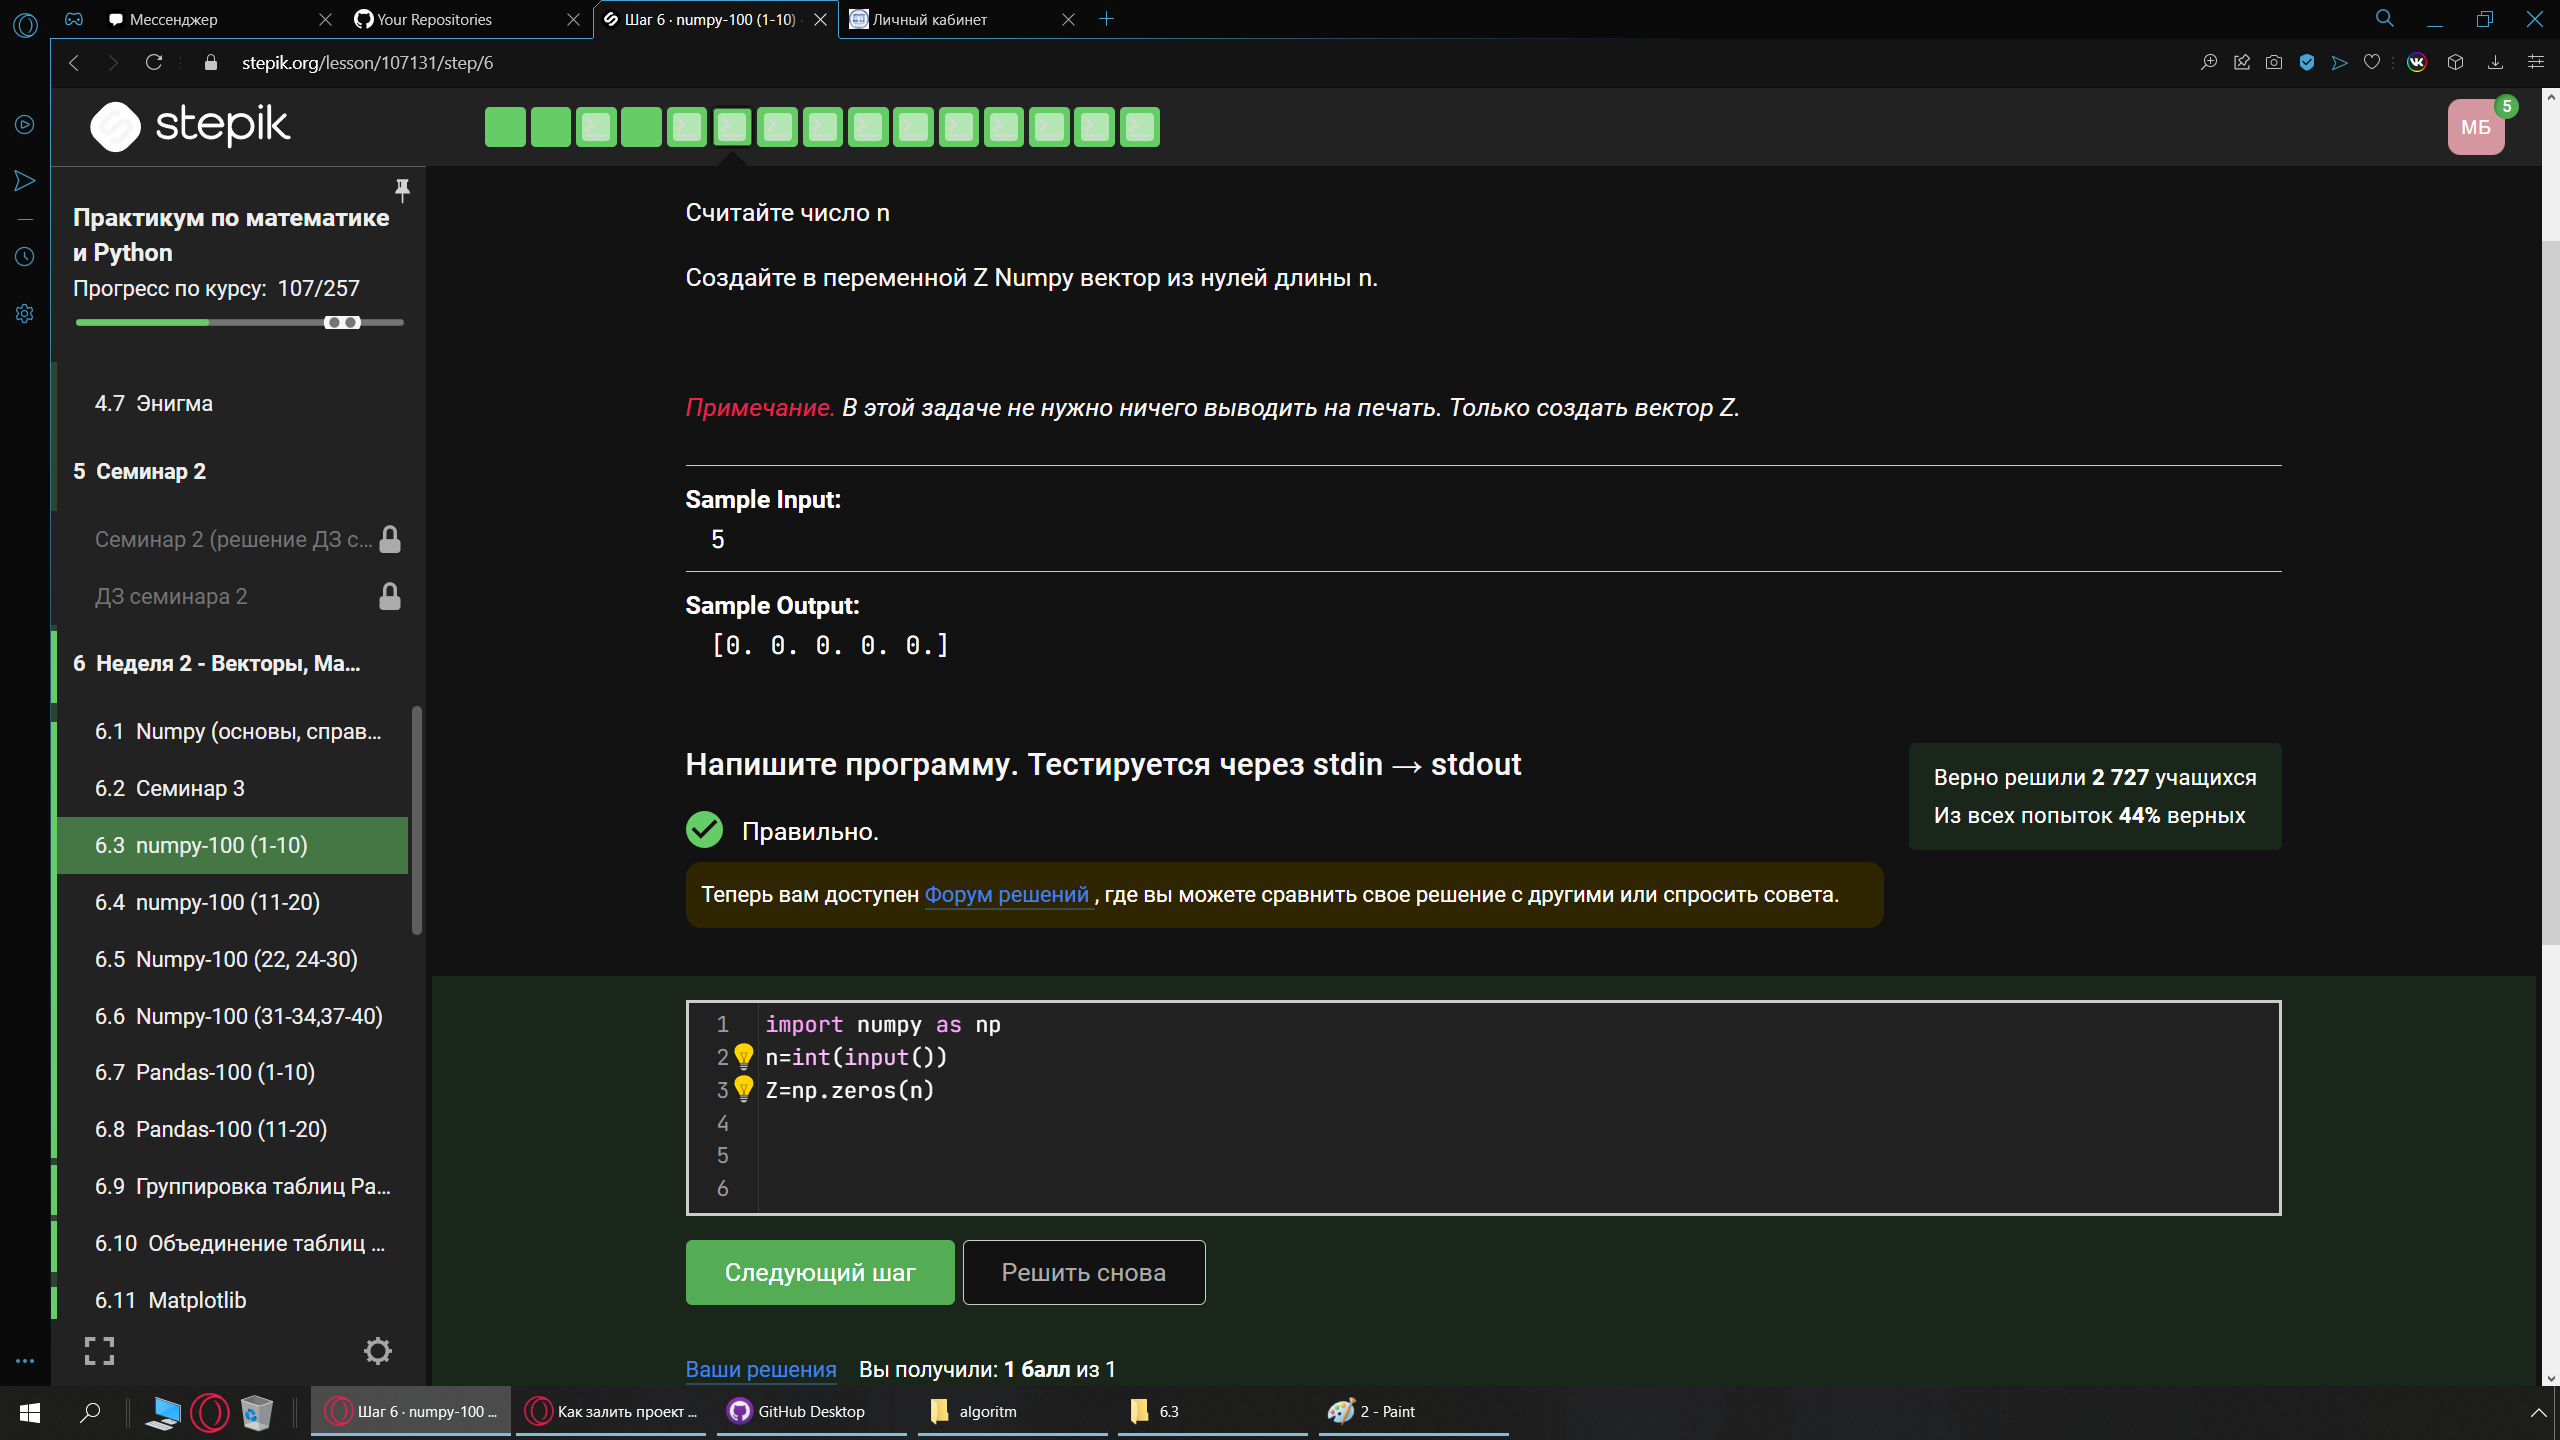 Мессенджер
Your Repositories
Шаг 6 · numpy-100 (1-10) ·
Личный кабинет
stepik.org/lesson/107131/step/6
stepik
МБ
5
Практикум по математике
и Python
Прогресс по курсу: 107/257
4.7 Энигма
5 Семинар 2
Семинар 2 (решение ДЗ с...
ДЗ семинара 2
6 Неделя 2 - Векторы, Ма...
6.1 Numpy (основы, справ...
6.2 Семинар 3
6.3 numpy-100 (1-10)
6.4 numpy-100 (11-20)
6.5 Numpy-100 (22, 24-30)
6.6 Numpy-100 (31-34,37-40)
6.7 Pandas-100 (1-10)
6.8 Pandas-100 (11-20)
6.9 Группировка таблиц Pa...
6.10 Объединение таблиц ...
6.11 Matplotlib
Считайте число n
Создайте в переменной Z Numpy вектор из нулей длины n.
Примечание. В этой задаче не нужно ничего выводить на печать. Только создать вектор Z.
Sample Input:
5
Sample Output:
[0. 0. 0. 0. 0.]
Напишите программу. Тестируется через stdin → stdout
Верно решили 2 727 учащихся
Из всех попыток 44% верных
Правильно.
Теперь вам доступен Форум решений , где вы можете сравнить свое решение с другими или спросить совета.
1 import numpy as np
2 n=int(input())
3 Z=np.zeros(n)
4
5
6
Следующий шаг
Решить снова
Ваши решения Вы получили: 1 балл из 1
Шаг 6 · numpy-100 ...
Как залить проект ...
GitHub Desktop
algoritm
6.3
2 - Paint